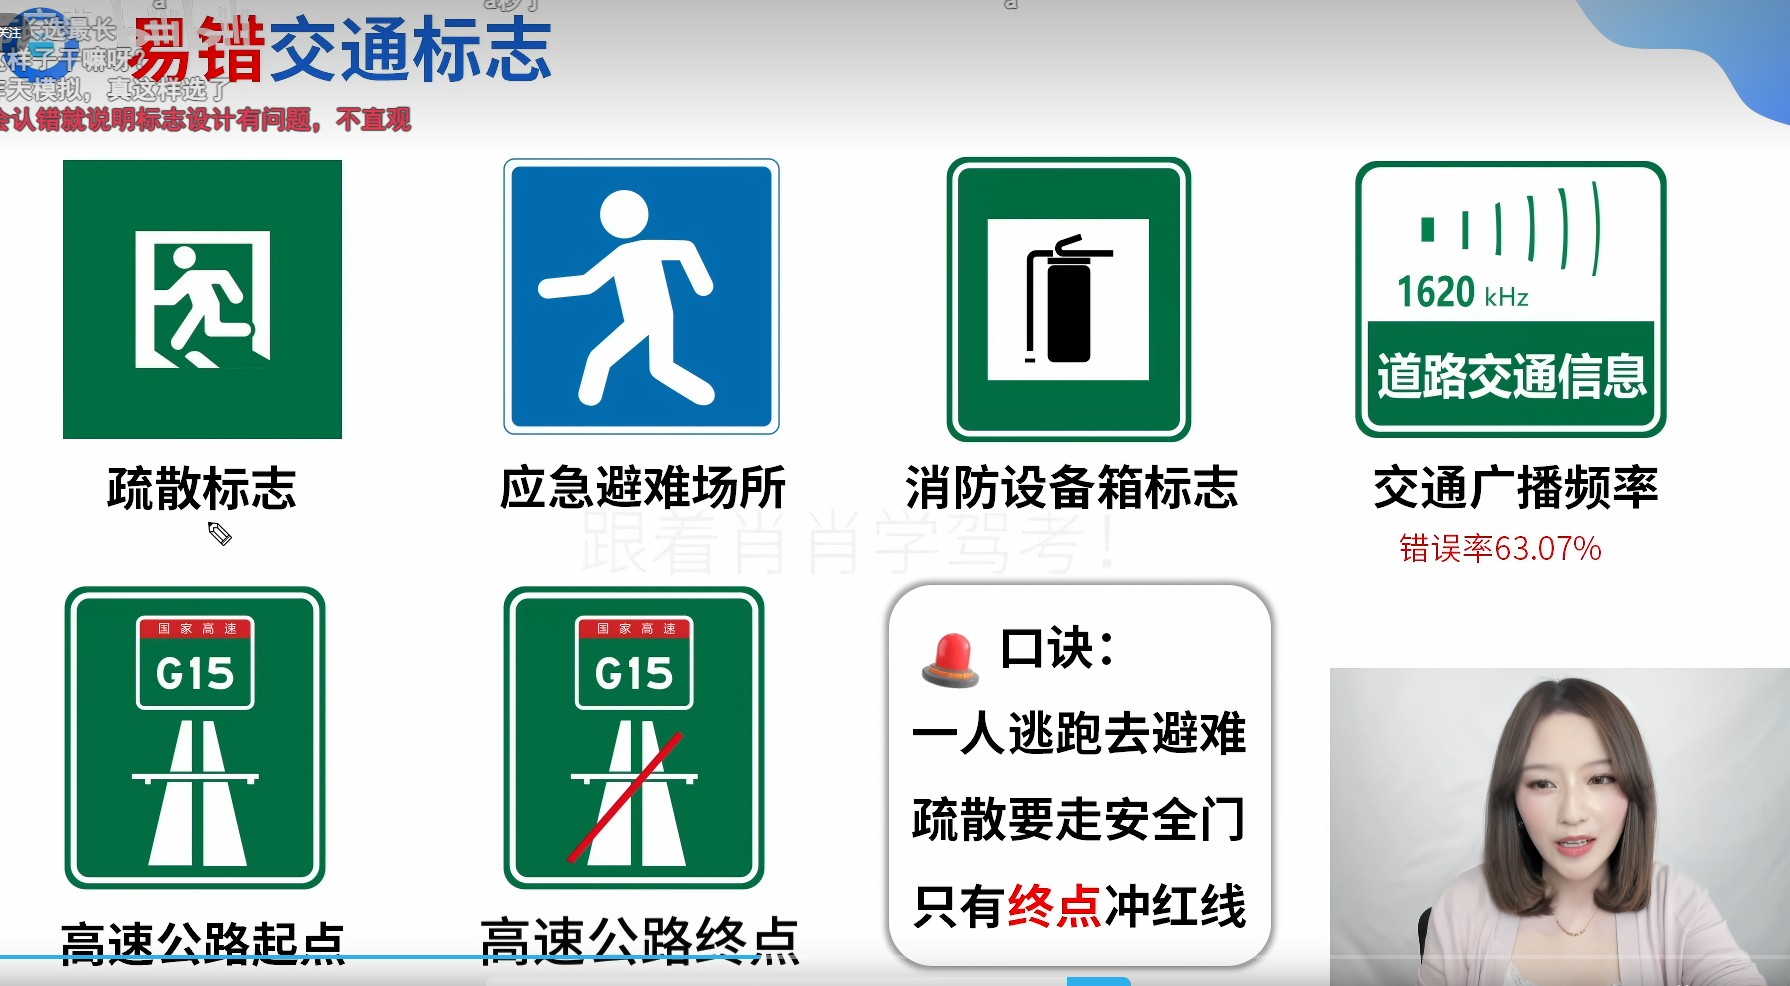 关注
易错交通标志
选最长
这样子干嘛呀?
天模拟，真这样选了
会认错就说明标志设计有问题，不直观
疏散标志
应急避难场所
消防设备箱标志
1620 kHz
道路交通信息
交通广播频率
错误率63.07%
跟着肖肖学驾考！
国家高速
G15
高速公路起点
国家高速
G15
高速公路终点
口诀：
一人逃跑去避难
疏散要走安全门
只有终点冲红线